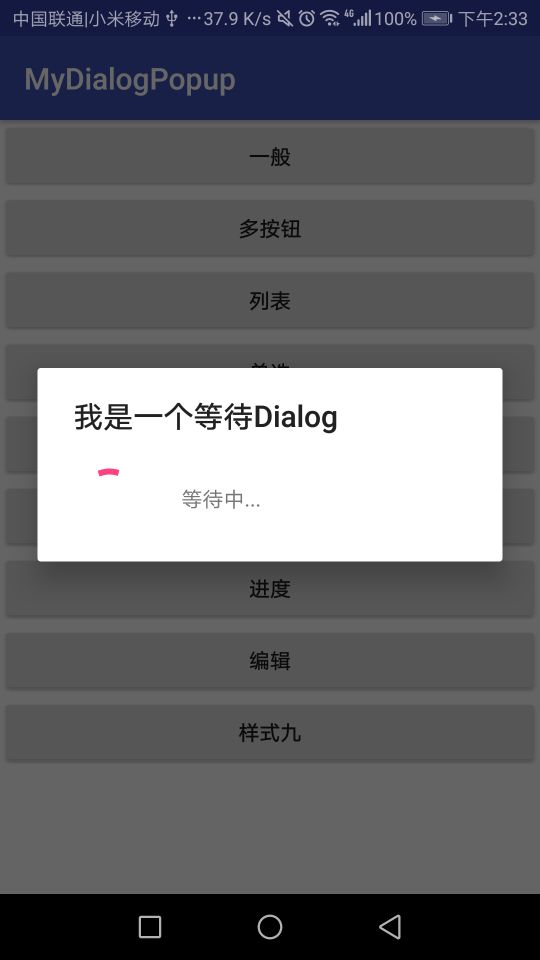 中国联通|小米移动 ···37.9 K/s 4G 100% 下午2:33
MyDialogPopup
一般
多按钮
列表
我是一个等待Dialog
等待中...
进度
编辑
样式九